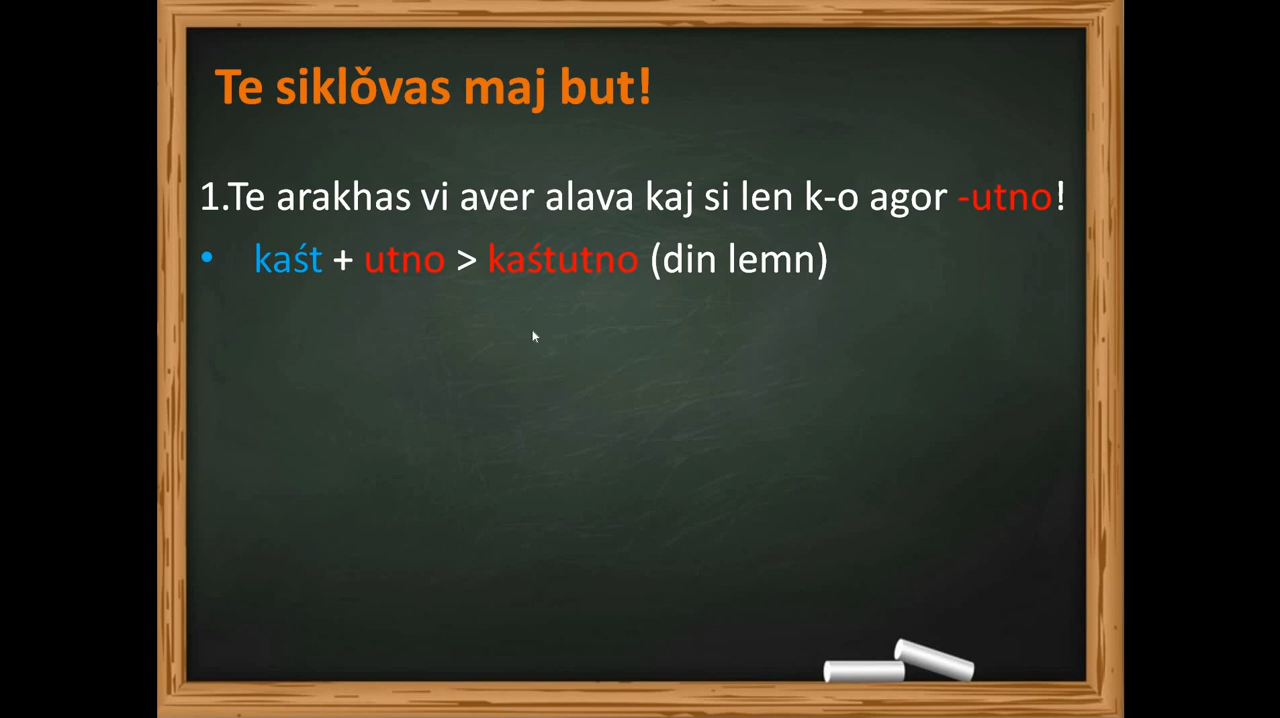 Te siklǒvas maj but!
1.Te arakhas vi aver alava kaj si len k-o agor -utno!
• kaśt + utno > kaśtutno (din lemn)